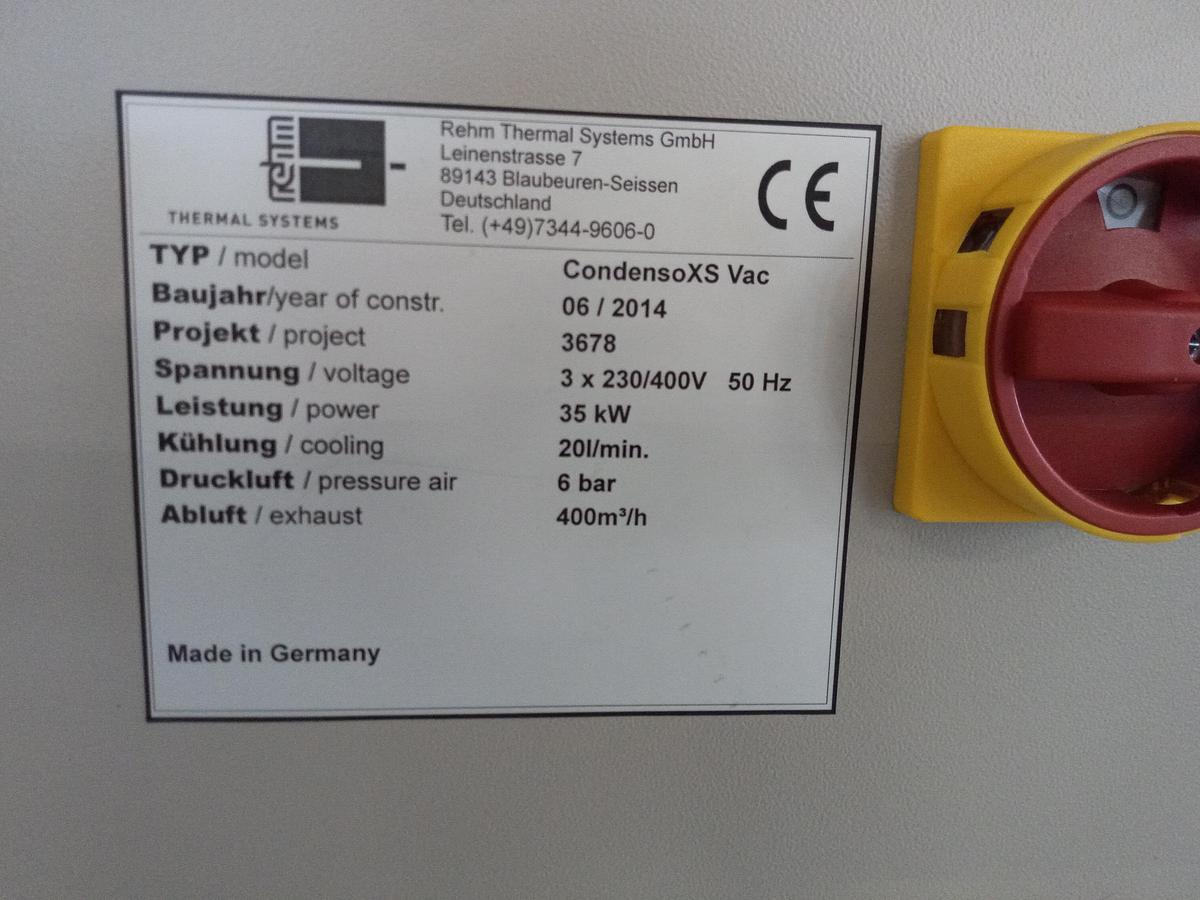 rehm
THERMAL SYSTEMS
Rehm Thermal Systems GmbH
Leinenstrasse 7
89143 Blaubeuren-Seissen
Deutschland
Tel. (+49)7344-9606-0
CE
TYP / model CondensoXS Vac
Baujahr/year of constr. 06 / 2014
Projekt / project 3678
Spannung / voltage 3 x 230/400V 50 Hz
Leistung / power 35 kW
Kühlung / cooling 20l/min.
Druckluft / pressure air 6 bar
Abluft / exhaust 400m³/h
Made in Germany